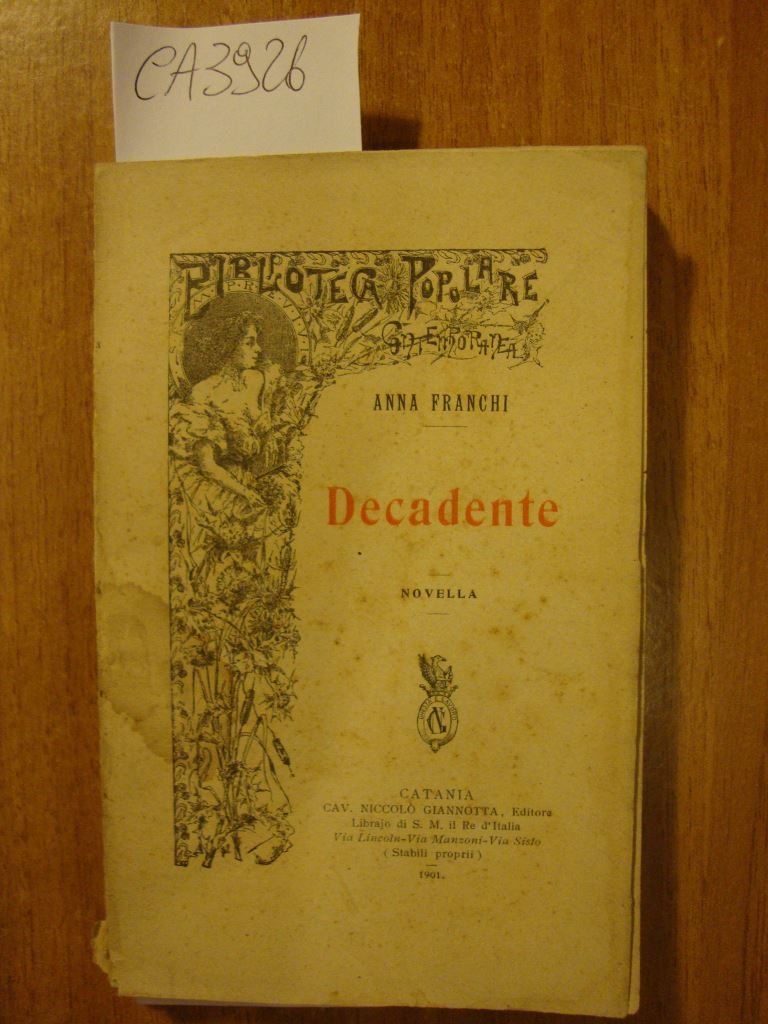 CA3926
BIBLIOTECA POPOLARE
CONTEMPORANEA
ANNA FRANCHI
Decadente
NOVELLA
CATANIA
CAV. NICCOLÒ GIANNOTTA, Editore
Librajo di S. M. il Re d'Italia
Via Lincoln-Via Manzoni-Via Sisto
( Stabili proprii )
1901.